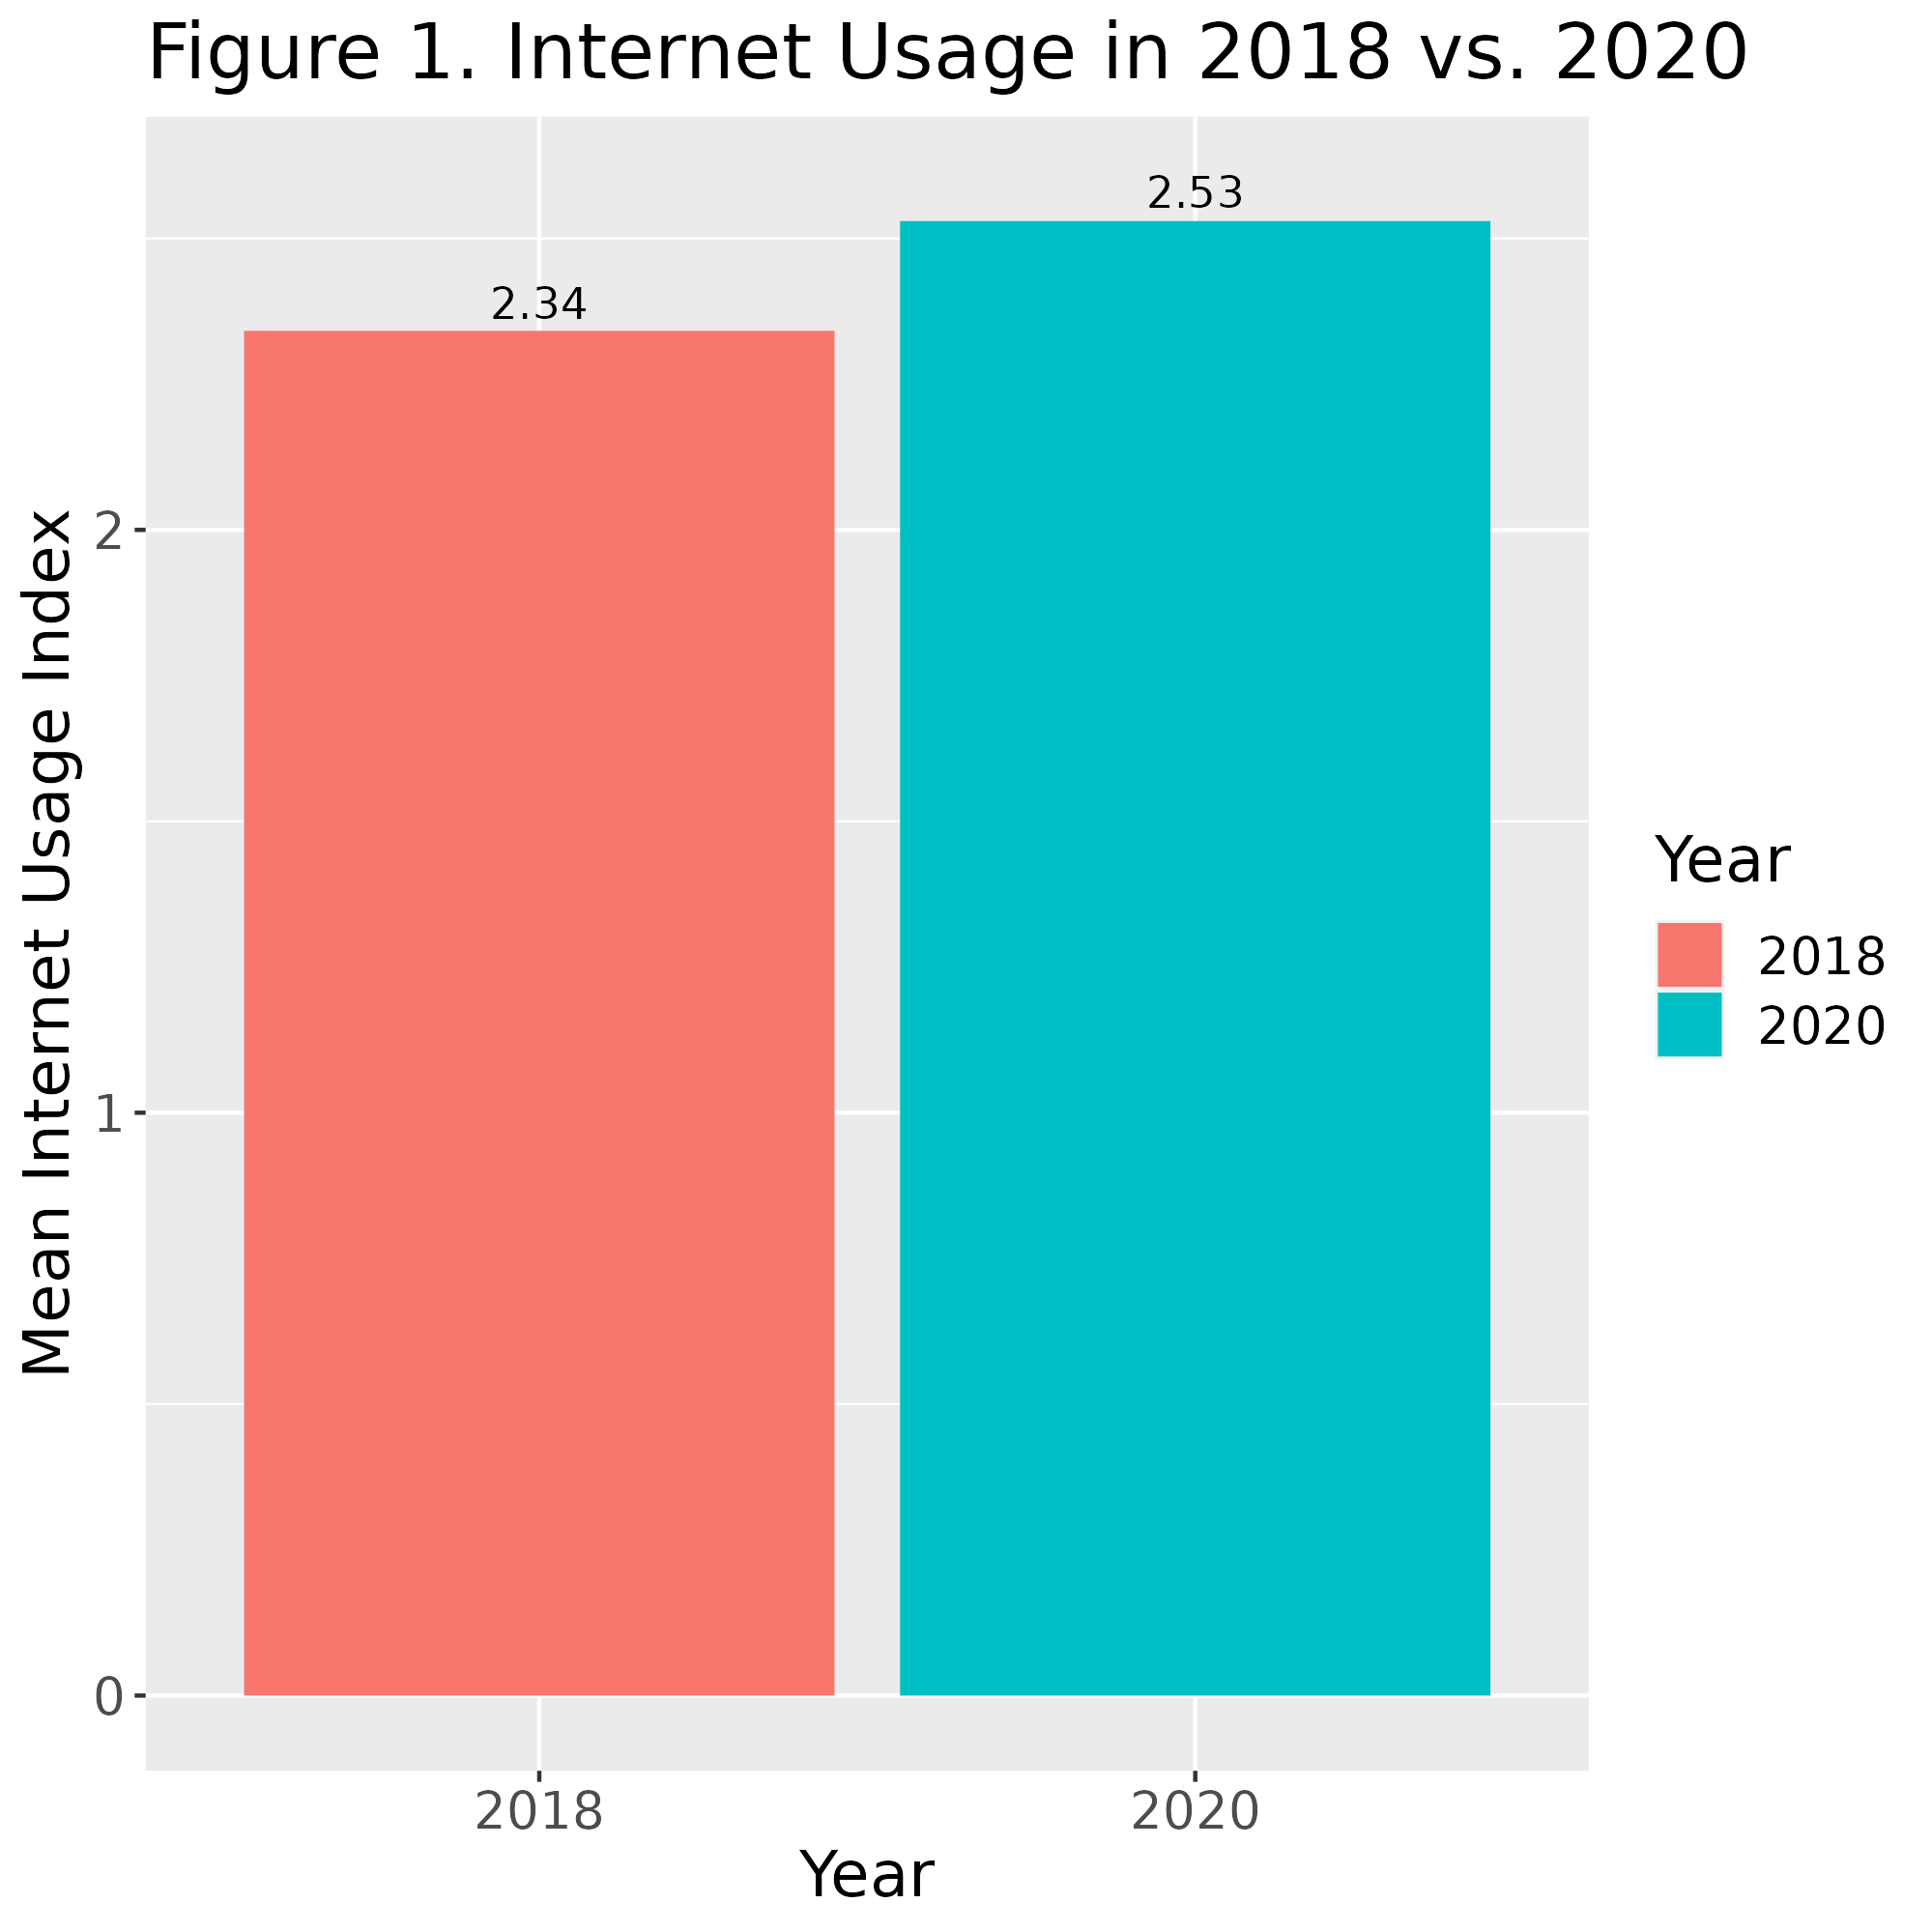 Figure 1. Internet Usage in 2018 vs. 2020
Mean Internet Usage Index
2.34
2.53
2
1
0
2018
2020
Year
Year
2018
2020